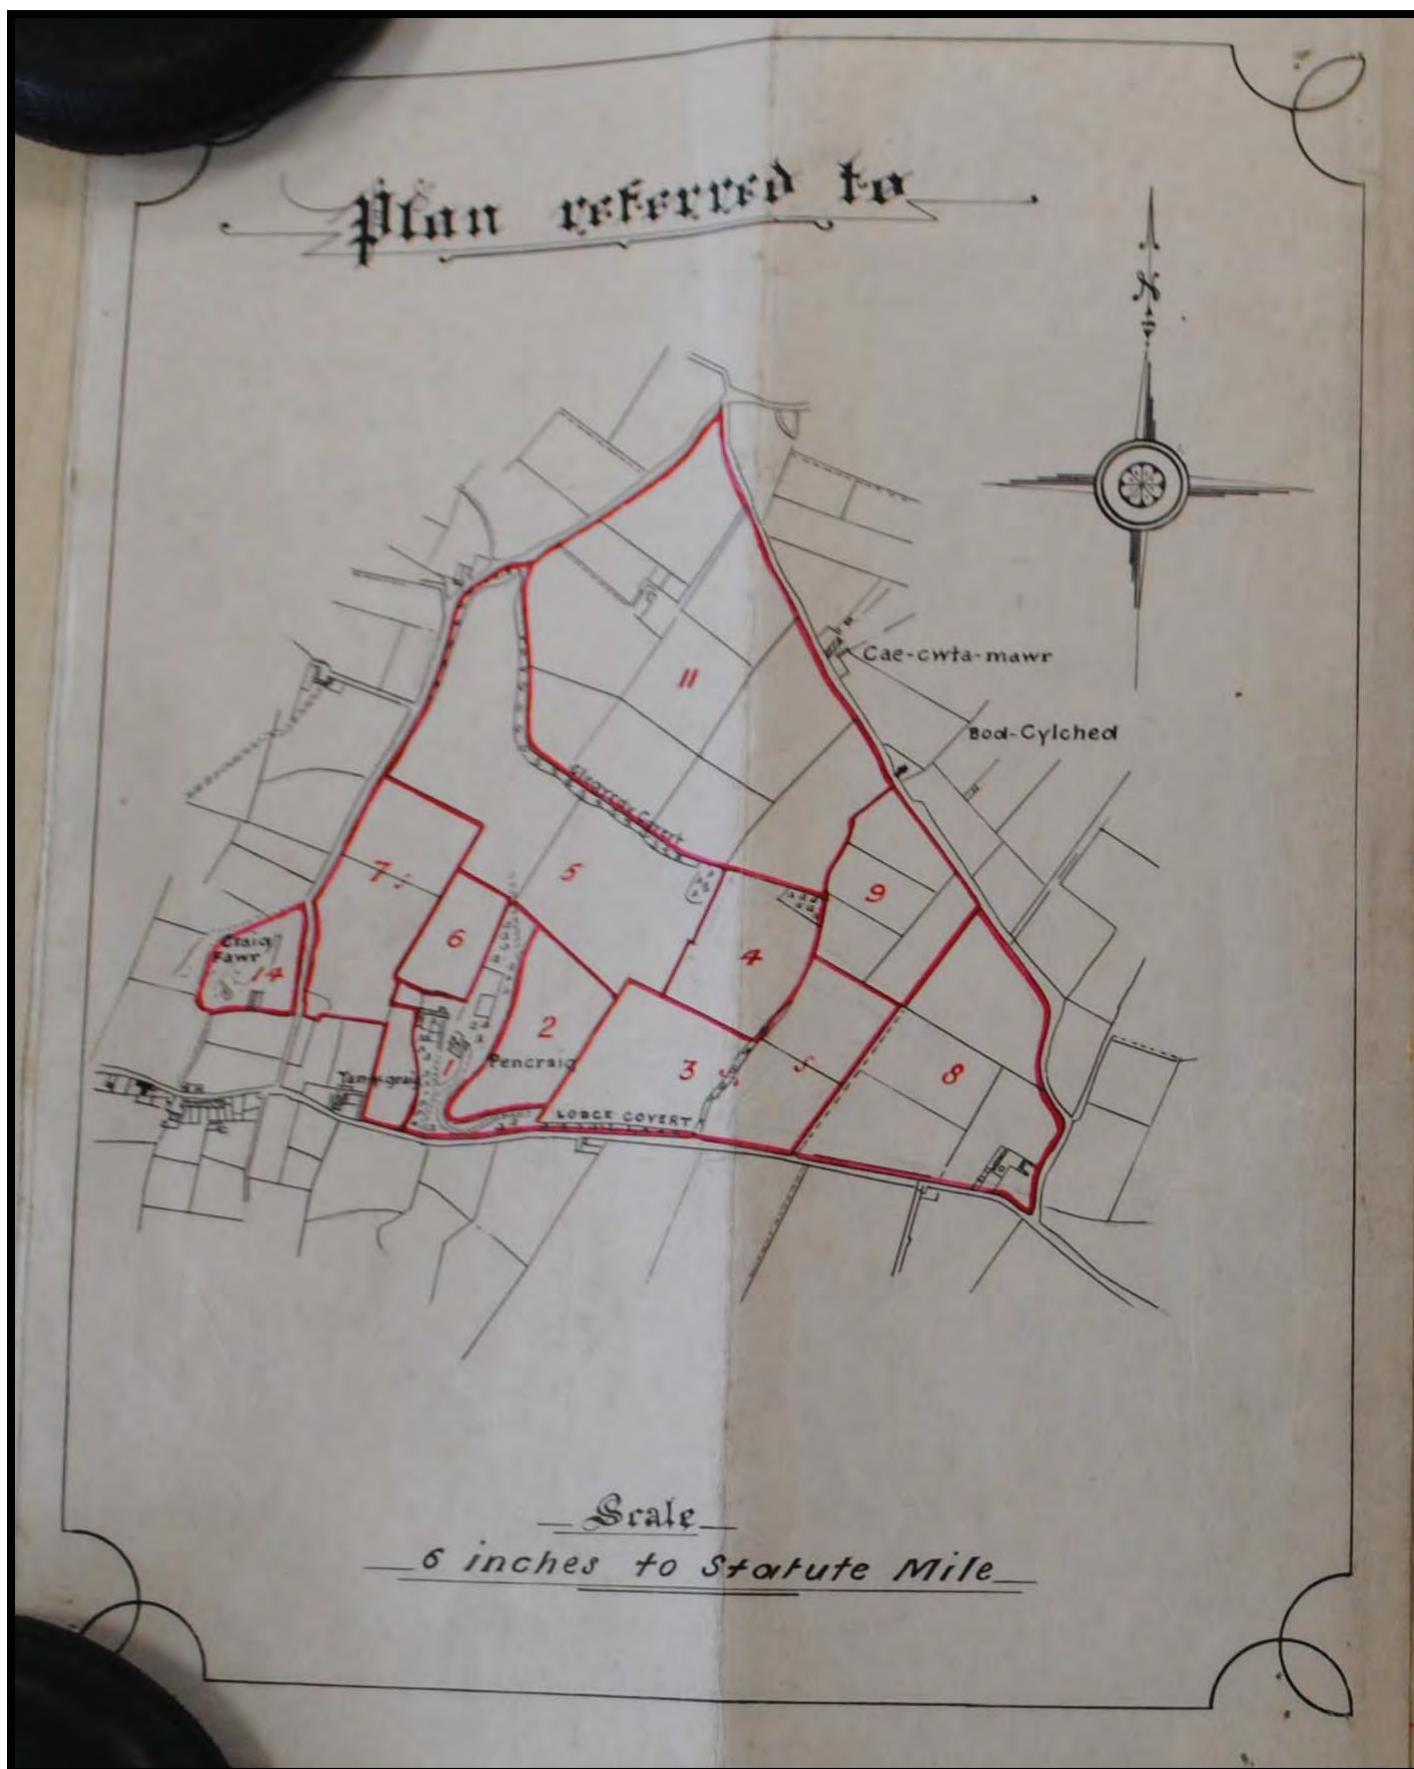 Plan referred to
N
Cae-cwta-mawr
11
Bod-Cylched
Covert
5
7 S
9
6
4
Craig
Fawr
14
2
Pencraig
1
3
S
S
8
LODGE COVERT
Scale
6 inches to Statute Mile